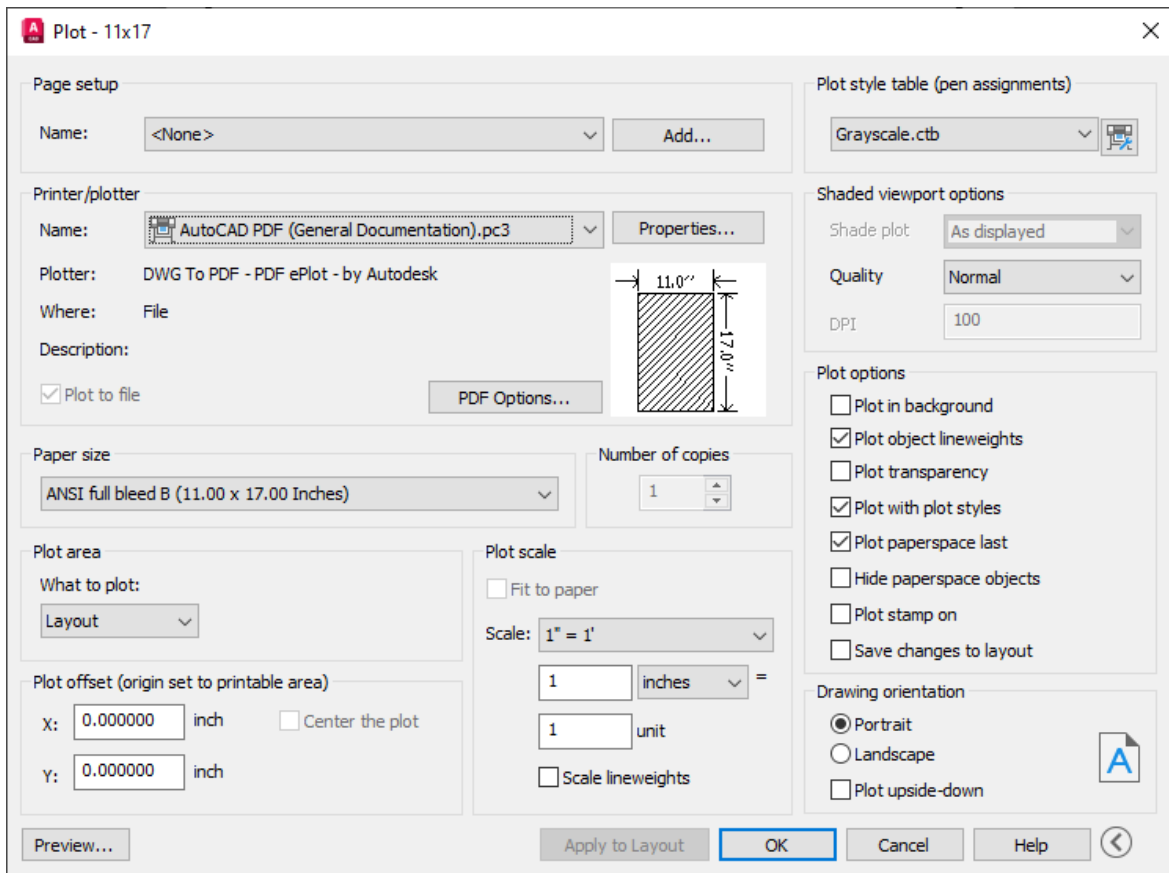 A
CAD
Plot - 11x17
Page setup
Name:
<None>
Add...
Plot style table (pen assignments)
Grayscale.ctb
Printer/plotter
Name:
AutoCAD PDF (General Documentation).pc3
Properties...
Plotter:
DWG To PDF - PDF ePlot - by Autodesk
Where:
File
Description:
Plot to file
PDF Options...
11.0″
17.0″
Shaded viewport options
Shade plot
As displayed
Quality
Normal
DPI
100
Paper size
ANSI full bleed B (11.00 x 17.00 Inches)
Number of copies
1
Plot options
Plot in background
Plot object lineweights
Plot transparency
Plot with plot styles
Plot paperspace last
Hide paperspace objects
Plot stamp on
Save changes to layout
Plot area
What to plot:
Layout
Plot scale
Fit to paper
Scale:
1" = 1'
1
inches
=
1
unit
Scale lineweights
Plot offset (origin set to printable area)
X:
0.000000
inch
Center the plot
Y:
0.000000
inch
Drawing orientation
Portrait
Landscape
Plot upside-down
A
Preview...
Apply to Layout
OK
Cancel
Help